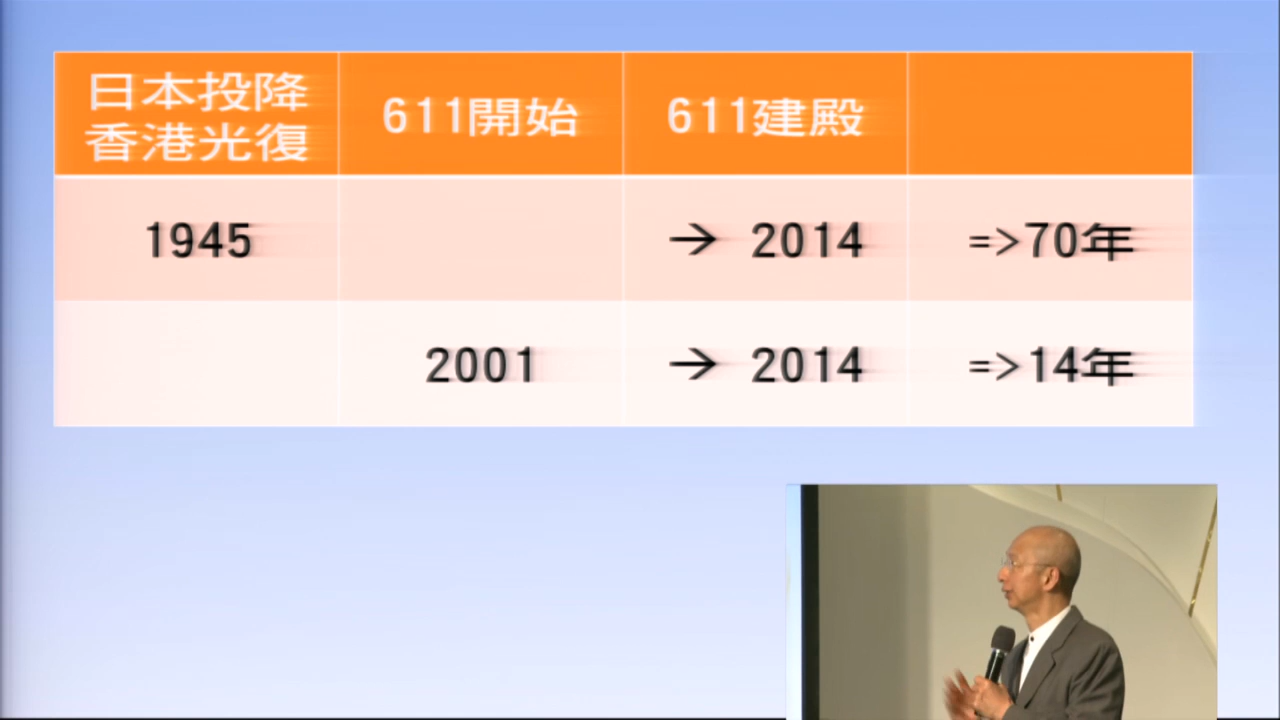 日本投降
香港光復
611開始
611建殿
1945
→ 2014
=>70年
2001
→ 2014
=>14年